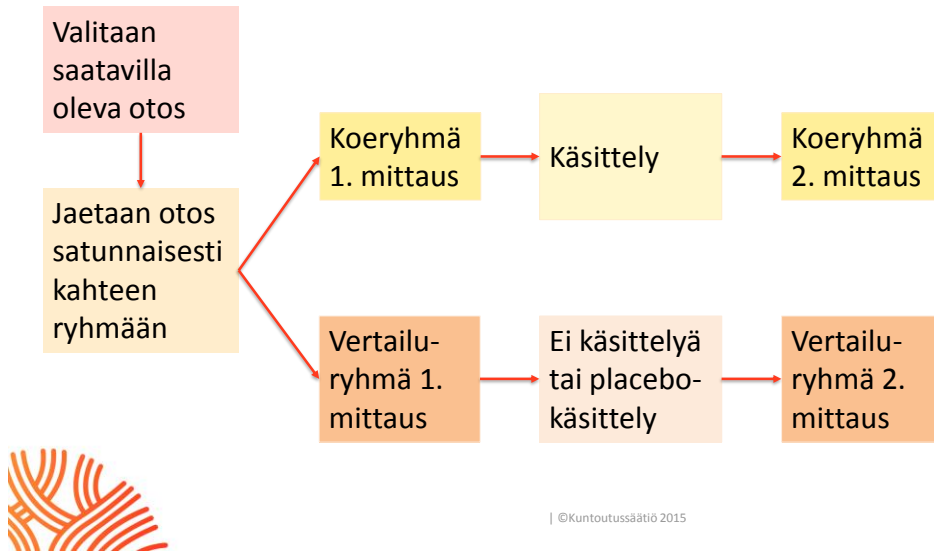 Valitaan
saatavilla
oleva otos
Jaetaan otos
satunnaisesti
kahteen
ryhmään
Koeryhmä
1. mittaus
Käsittely
Koeryhmä
2. mittaus
Vertailu-
ryhmä 1.
mittaus
Ei käsittelyä
tai placebo-
käsittely
Vertailu-
ryhmä 2.
mittaus
| ©Kuntoutussäätiö 2015